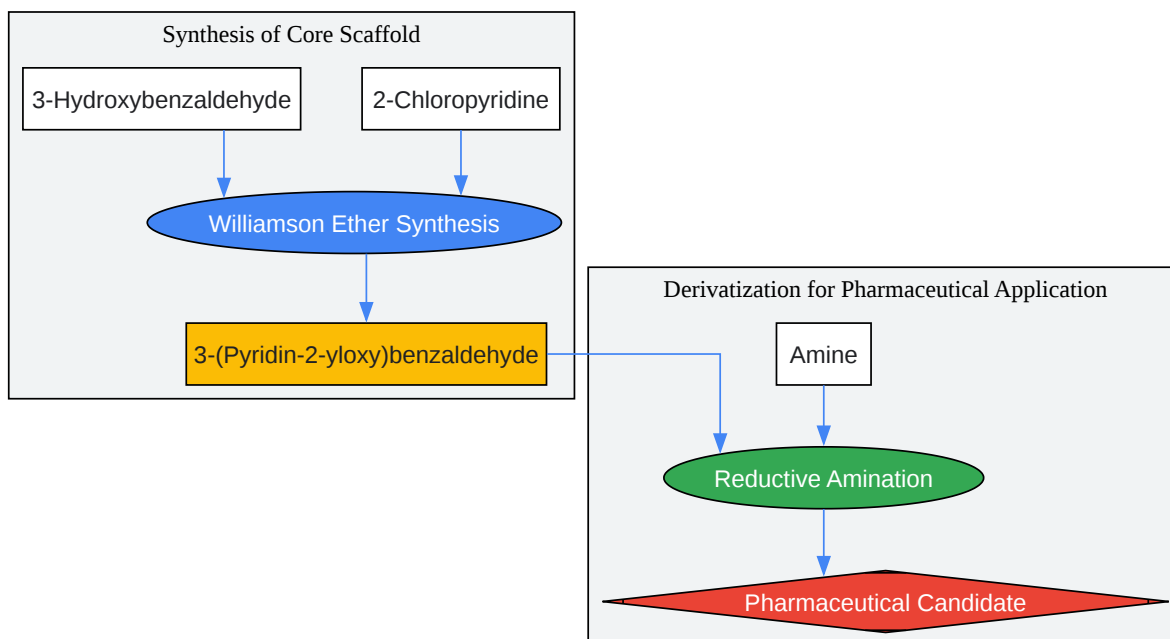 Synthesis of Core Scaffold
3-Hydroxybenzaldehyde
2-Chloropyridine
Williamson Ether Synthesis
3-(Pyridin-2-yloxy)benzaldehyde
Derivatization for Pharmaceutical Application
Amine
Reductive Amination
Pharmaceutical Candidate